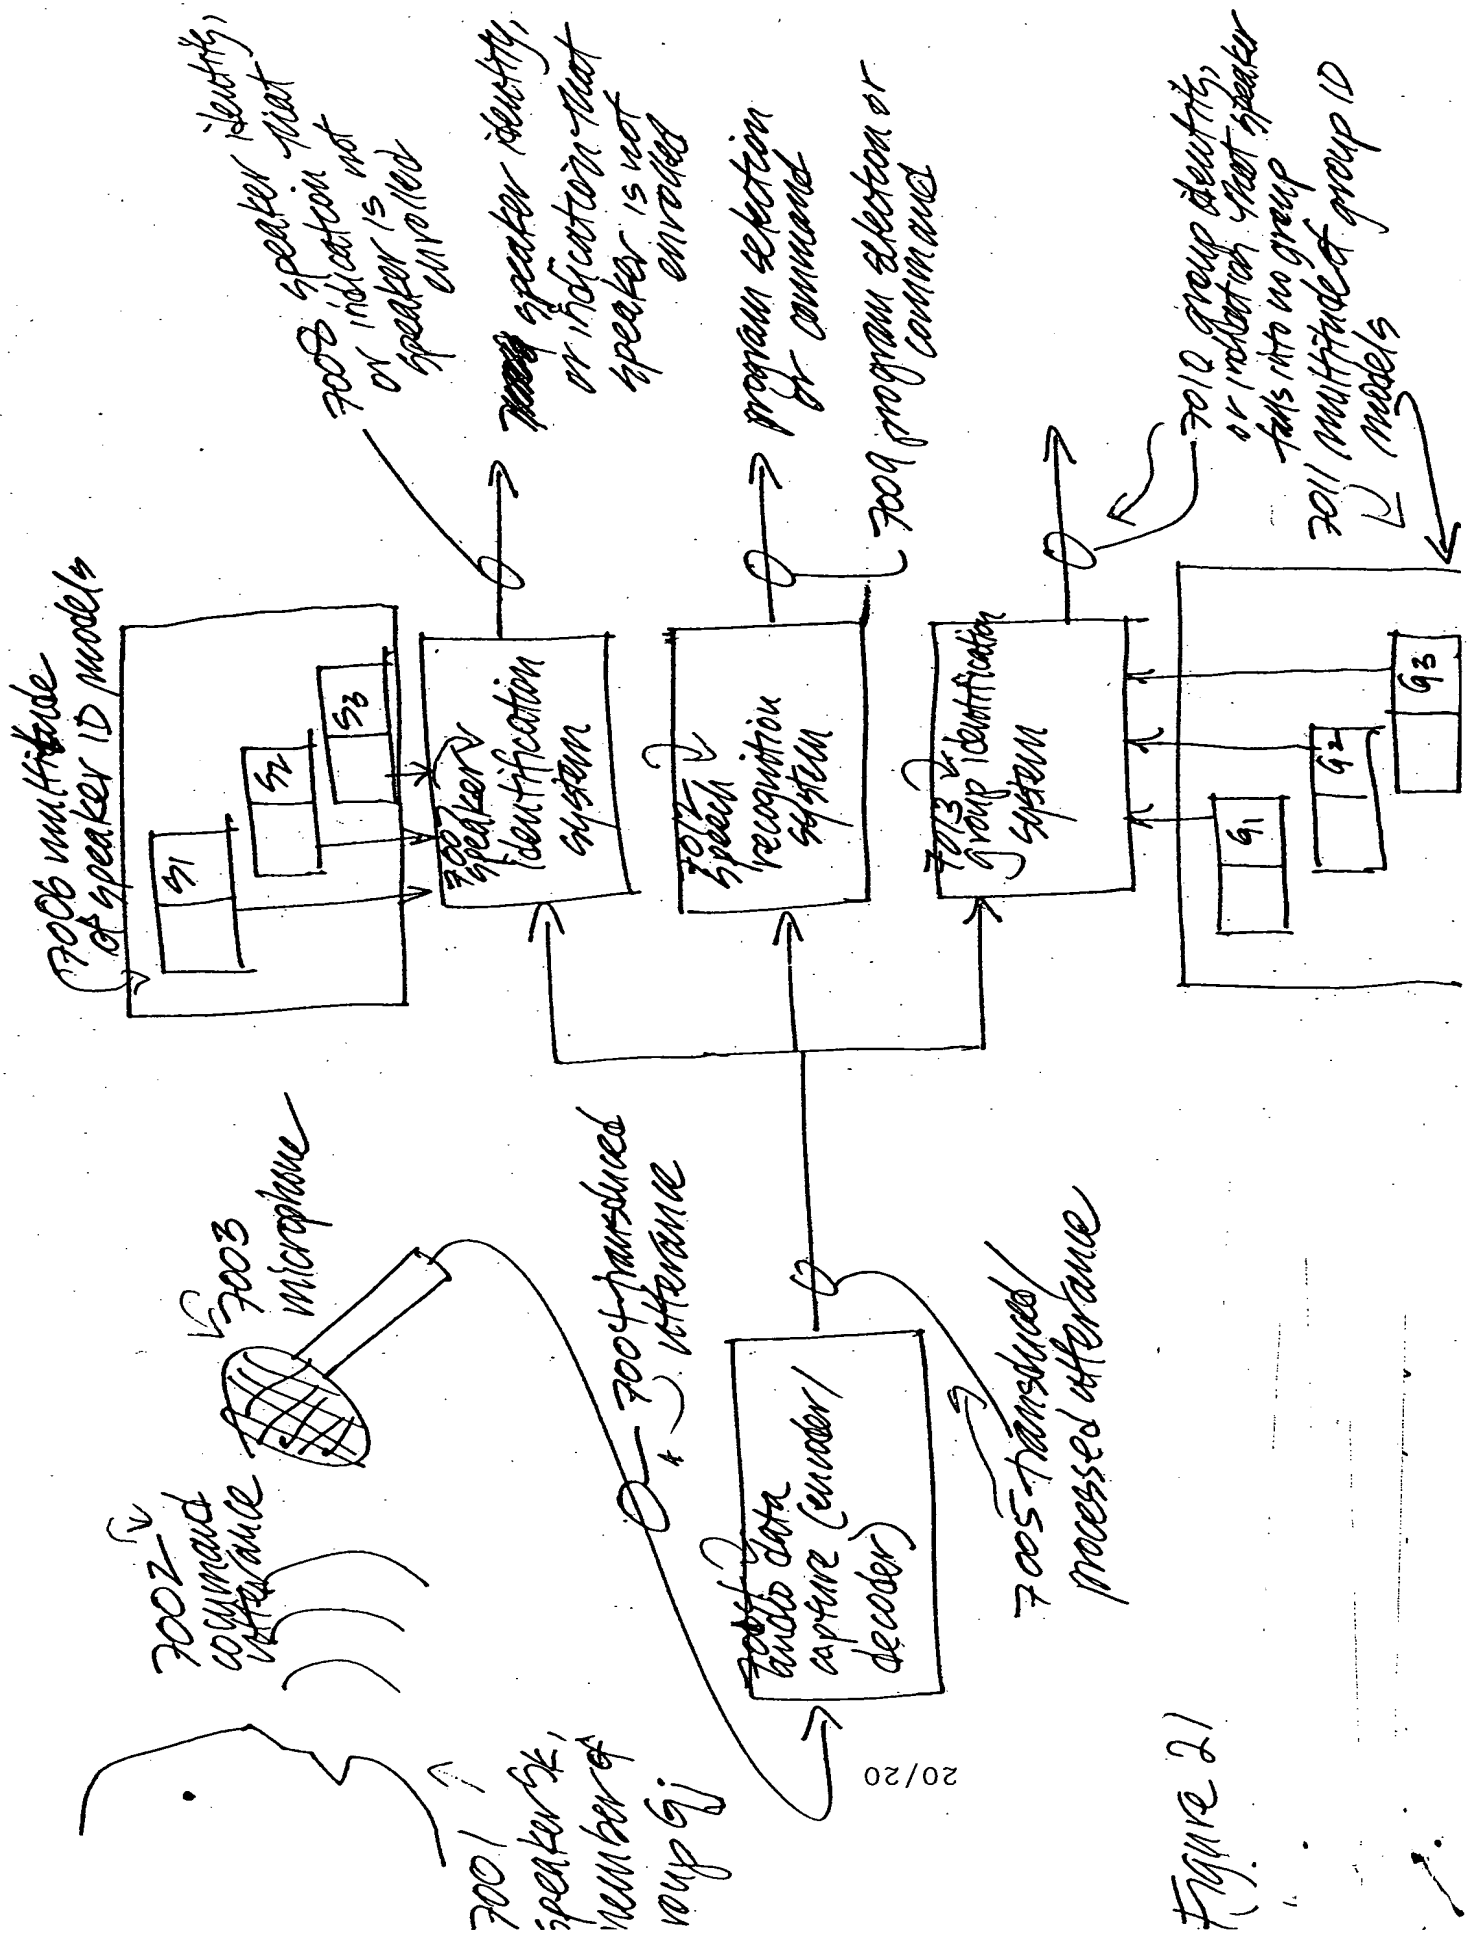 7001
speaker Sk,
member of
roup Gj
7002
command
utterance
7003
microphone
7004 transduced
utterance
audio data
capture (encoder/
decoder)
7005 transduced/
processed utterance
7006 multitude
of speaker ID models
S1
S2
S3
speaker
identification
system
7008 speaker identity,
or indication that
speaker is not
enrolled
speaker identity,
or indication that
speaker is not
enrolled
7012
speech
recognition
system
program selection
or command
7009 program selection or
command
7013
group identification
system
7010 group identity,
or indication that speaker
falls into no group
7011 multitude of group ID
models
G1
G2
G3
Figure 21
20/20